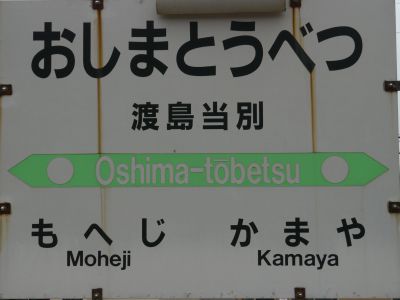 おしまとうべつ
渡島当別
Oshima-tōbetsu
もへじ かまや
Moheji Kamaya